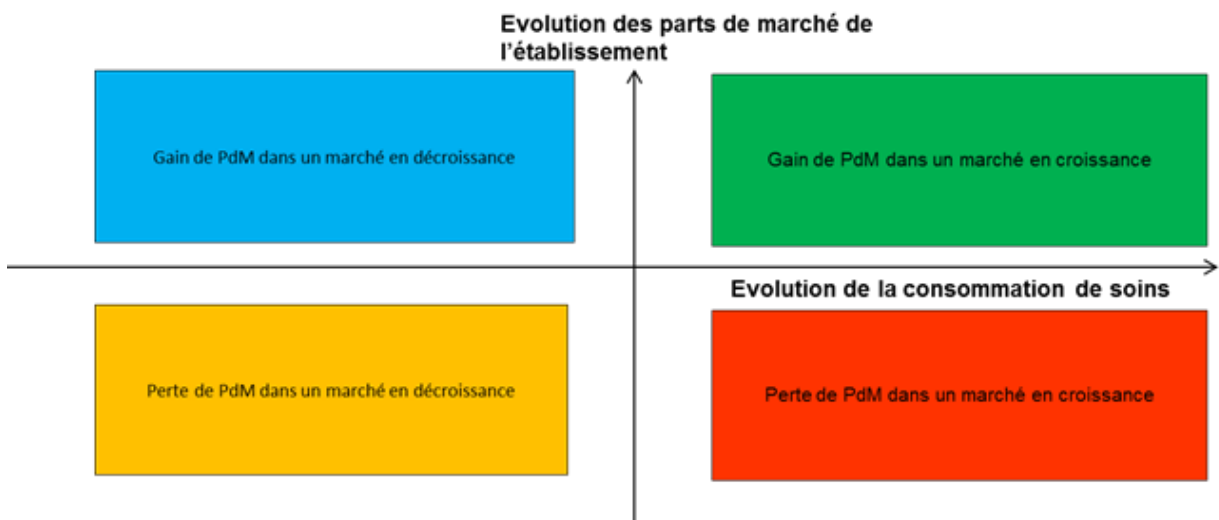 Evolution des parts de marché de
l'établissement
Gain de PdM dans un marché en décroissance
Gain de PdM dans un marché en croissance
Evolution de la consommation de soins
Perte de PdM dans un marché en décroissance
Perte de PdM dans un marché en croissance